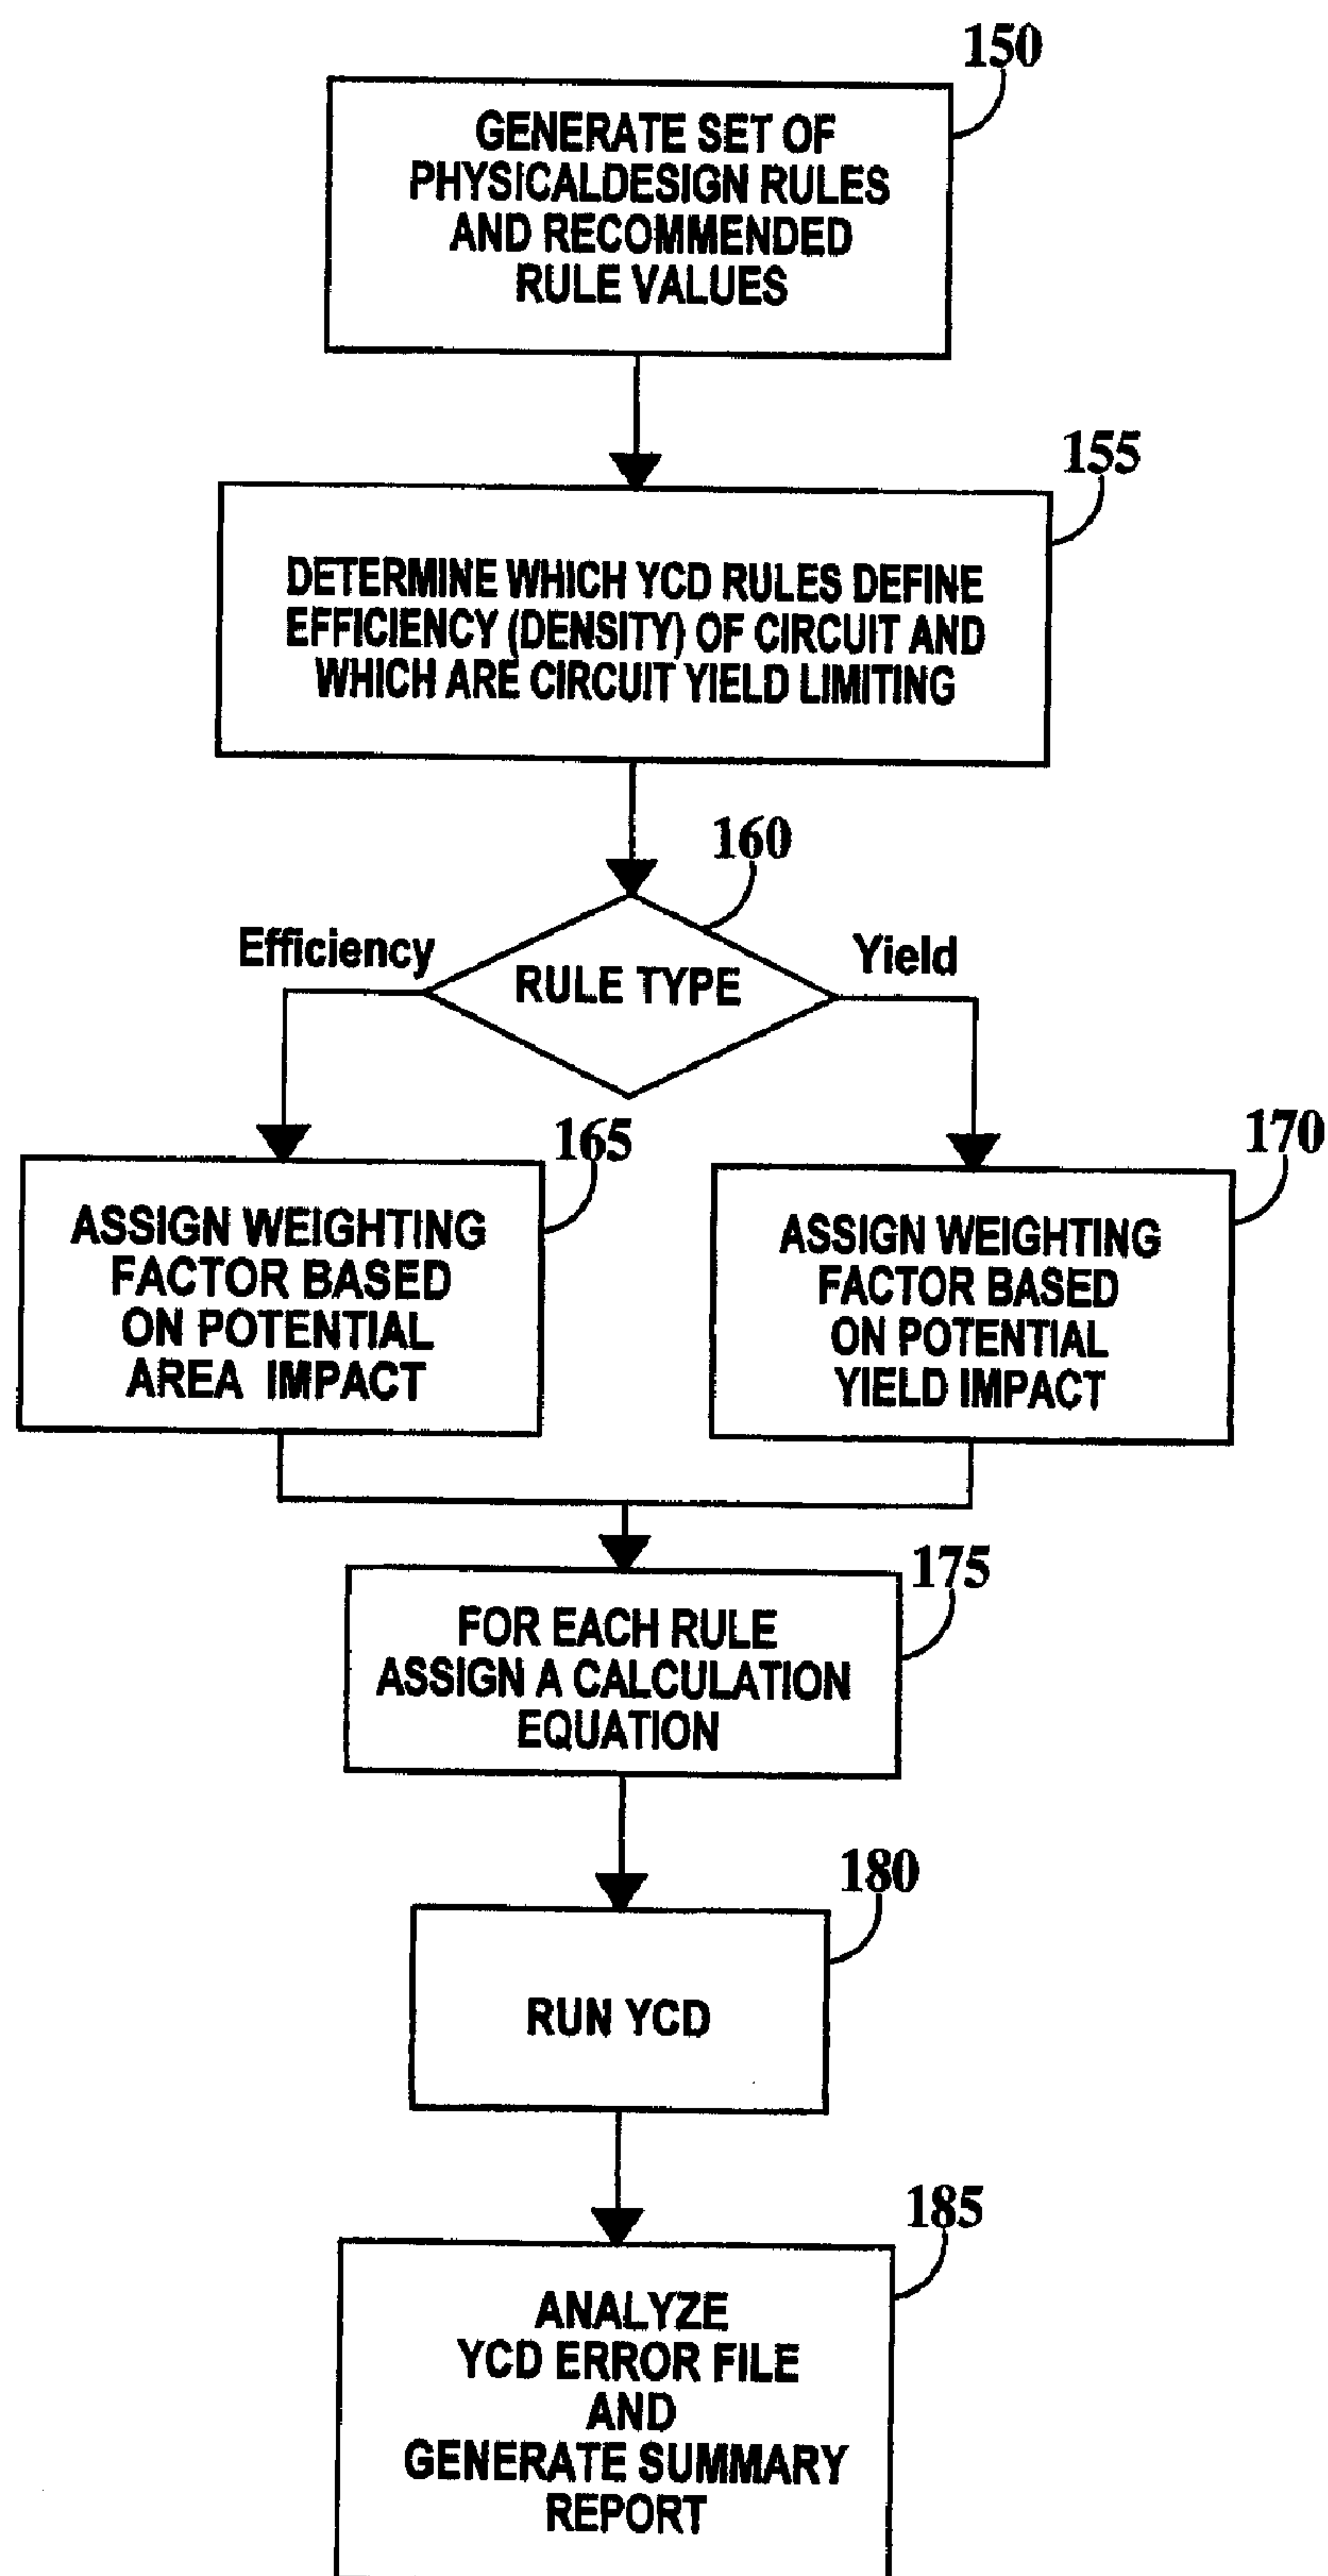 150
GENERATE SET OF
PHYSICALDESIGN RULES
AND RECOMMENDED
RULE VALUES
155
DETERMINE WHICH YCD RULES DEFINE
EFFICIENCY (DENSITY) OF CIRCUIT AND
WHICH ARE CIRCUIT YIELD LIMITING
160
Efficiency
RULE TYPE
Yield
165
ASSIGN WEIGHTING
FACTOR BASED
ON POTENTIAL
AREA IMPACT
170
ASSIGN WEIGHTING
FACTOR BASED
ON POTENTIAL
YIELD IMPACT
175
FOR EACH RULE
ASSIGN A CALCULATION
EQUATION
180
RUN YCD
185
ANALYZE
YCD ERROR FILE
AND
GENERATE SUMMARY
REPORT